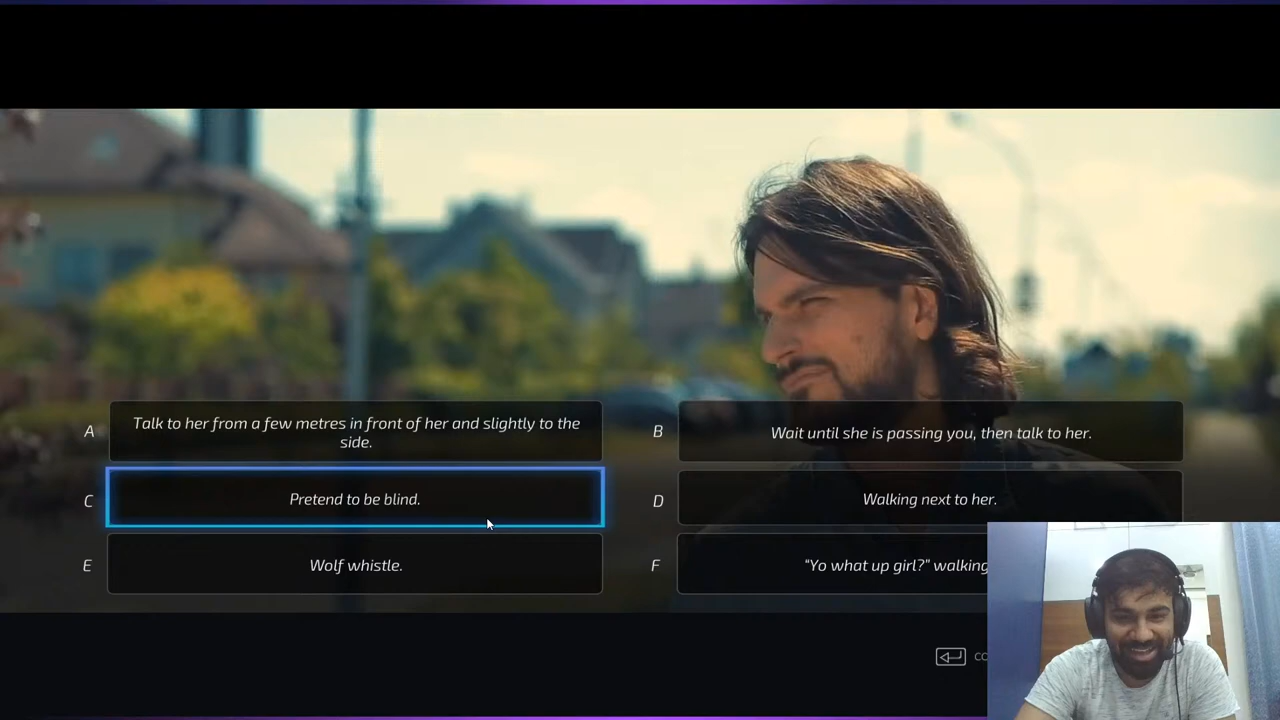 A
Talk to her from a few metres in front of her and slightly to the
side.
B
Wait until she is passing you, then talk to her.
C
Pretend to be blind.
D
Walking next to her.
E
Wolf whistle.
F
“Yo what up girl?” walking